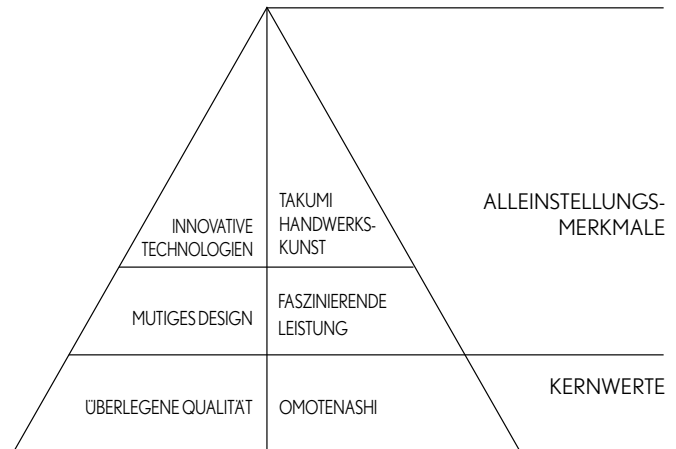 INNOVATIVE
TECHNOLOGIEN
TAKUMI
HANDWERKS-
KUNST
ALLEINSTELLUNGS-
MERKMALE
MUTIGES DESIGN
FASZINIERENDE
LEISTUNG
KERNWERTE
ÜBERLEGENE QUALITÄT
OMOTENASHI